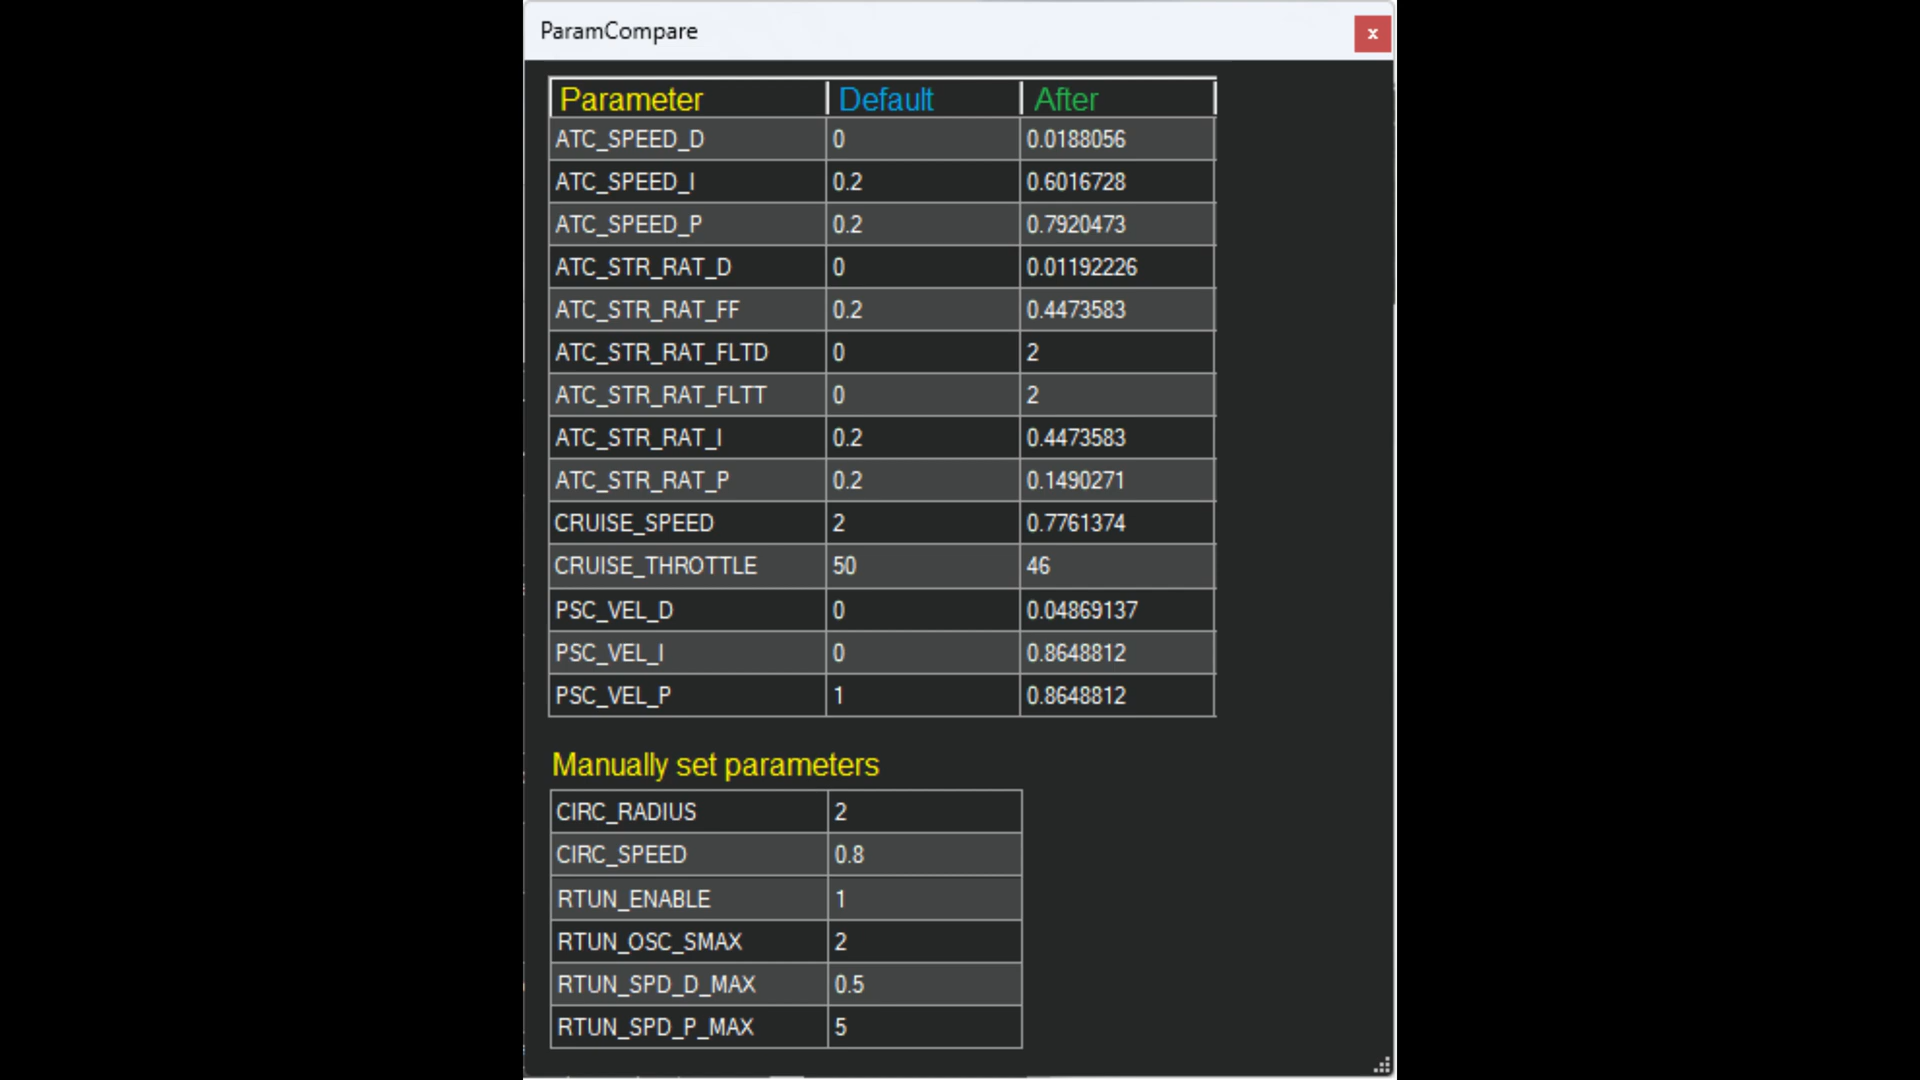 ParamCompare x
Parameter Default After
ATC_SPEED_D 0 0.0188056
ATC_SPEED_I 0.2 0.6016728
ATC_SPEED_P 0.2 0.7920473
ATC_STR_RAT_D 0 0.01192226
ATC_STR_RAT_FF 0.2 0.4473583
ATC_STR_RAT_FLTD 0 2
ATC_STR_RAT_FLTT 0 2
ATC_STR_RAT_I 0.2 0.4473583
ATC_STR_RAT_P 0.2 0.1490271
CRUISE_SPEED 2 0.7761374
CRUISE_THROTTLE 50 46
PSC_VEL_D 0 0.04869137
PSC_VEL_I 0 0.8648812
PSC_VEL_P 1 0.8648812
Manually set parameters
CIRC_RADIUS 2
CIRC_SPEED 0.8
RTUN_ENABLE 1
RTUN_OSC_SMAX 2
RTUN_SPD_D_MAX 0.5
RTUN_SPD_P_MAX 5